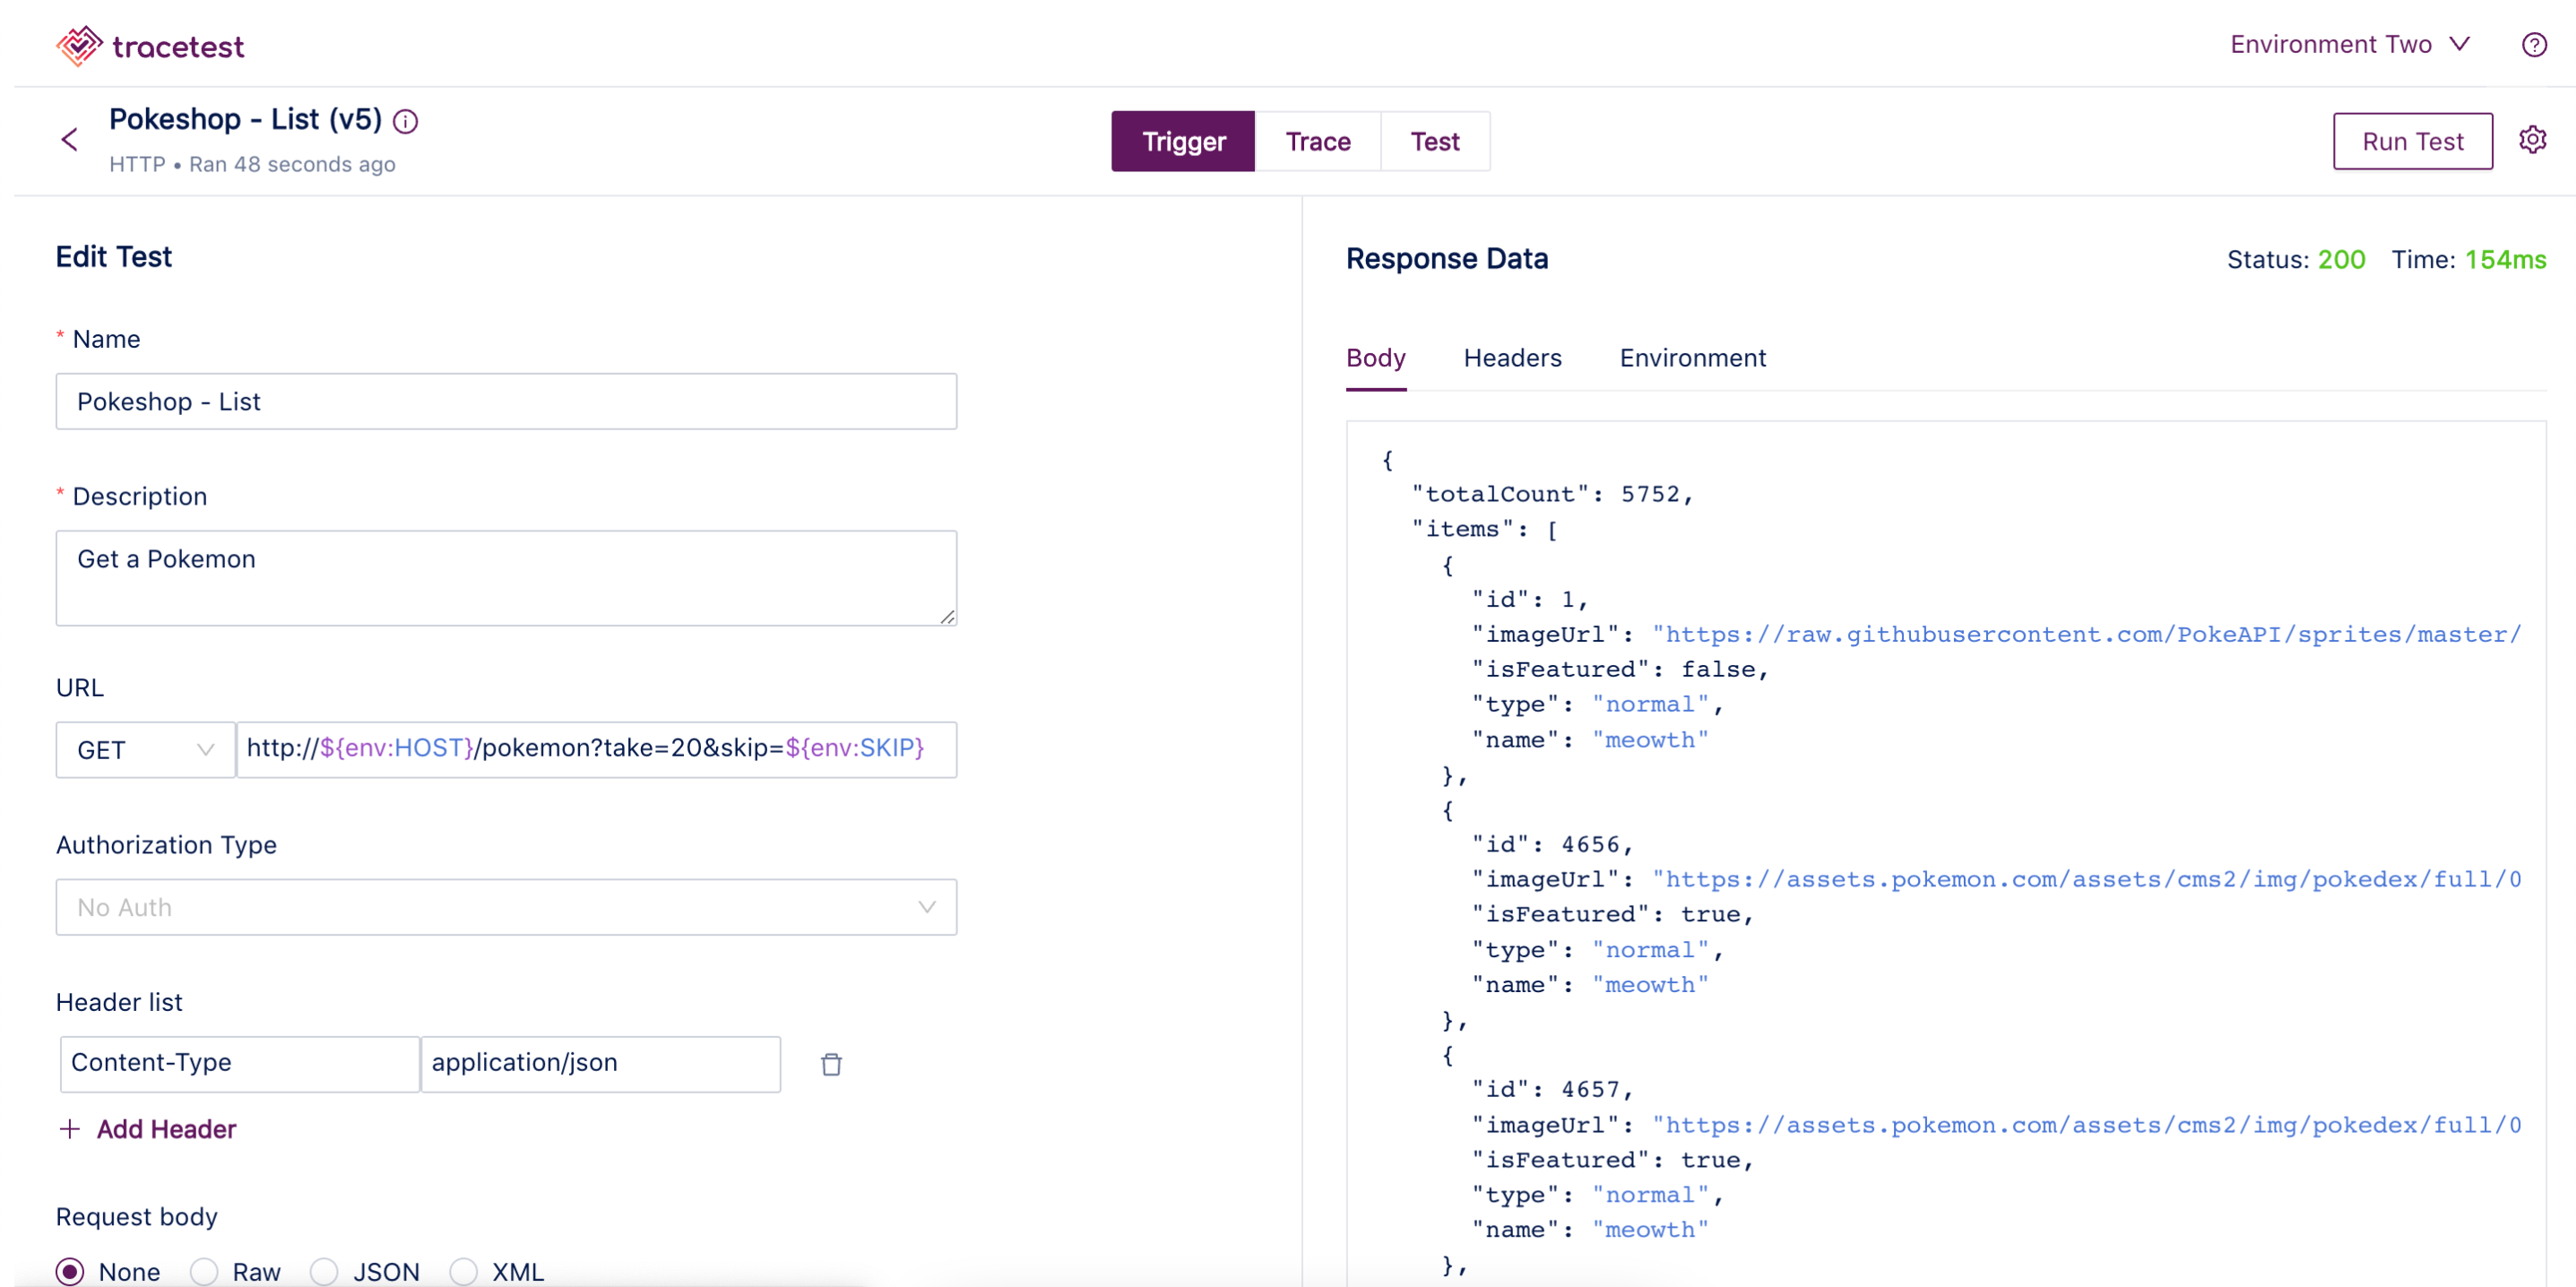 tracetest
Environment Two
Pokeshop - List (v5)
HTTP • Ran 48 seconds ago
Trigger
Trace
Test
Run Test
Edit Test
* Name
Pokeshop - List
* Description
Get a Pokemon
URL
GET
http://${env:HOST}/pokemon?take=20&skip=${env:SKIP}
Authorization Type
No Auth
Header list
Content-Type
application/json
+ Add Header
Request body
None
Raw
JSON
XML
Response Data
Status: 200
Time: 154ms
Body
Headers
Environment
{
"totalCount": 5752,
"items": [
{
"id": 1,
"imageUrl": "https://raw.githubusercontent.com/PokeAPI/sprites/master/
"isFeatured": false,
"type": "normal",
"name": "meowth"
},
{
"id": 4656,
"imageUrl": "https://assets.pokemon.com/assets/cms2/img/pokedex/full/0
"isFeatured": true,
"type": "normal",
"name": "meowth"
},
{
"id": 4657,
"imageUrl": "https://assets.pokemon.com/assets/cms2/img/pokedex/full/0
"isFeatured": true,
"type": "normal",
"name": "meowth"
},